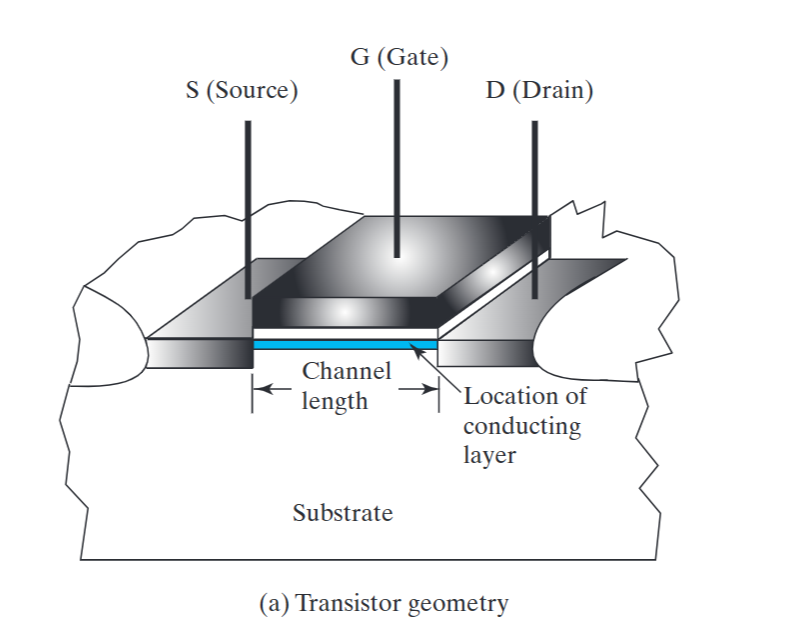 G (Gate)
S (Source)
D (Drain)
Channel
length
Location of
conducting
layer
Substrate
(a) Transistor geometry